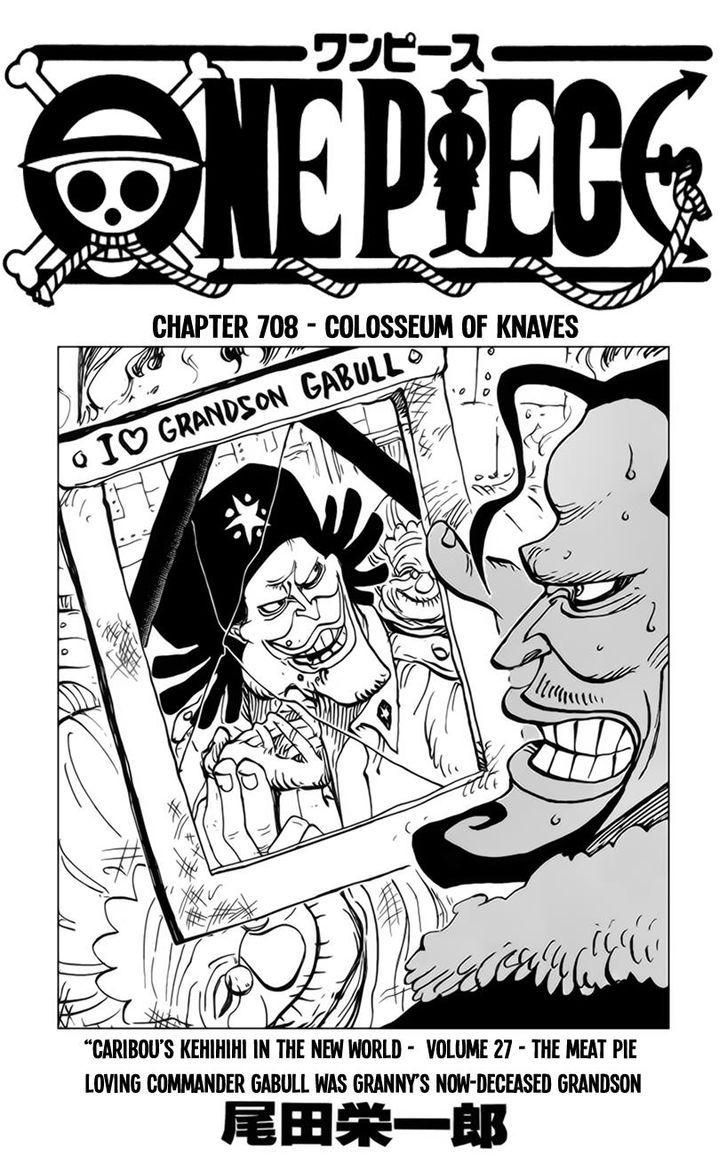 ワンピース
ONE PIECE
CHAPTER 708 - COLOSSEUM OF KNAVES
I♡ GRANDSON GABULL
"CARIBOU'S KEHIHIHI IN THE NEW WORLD - VOLUME 27 - THE MEAT PIE
LOVING COMMANDER GABULL WAS GRANNY'S NOW-DECEASED GRANDSON
尾田栄一郎